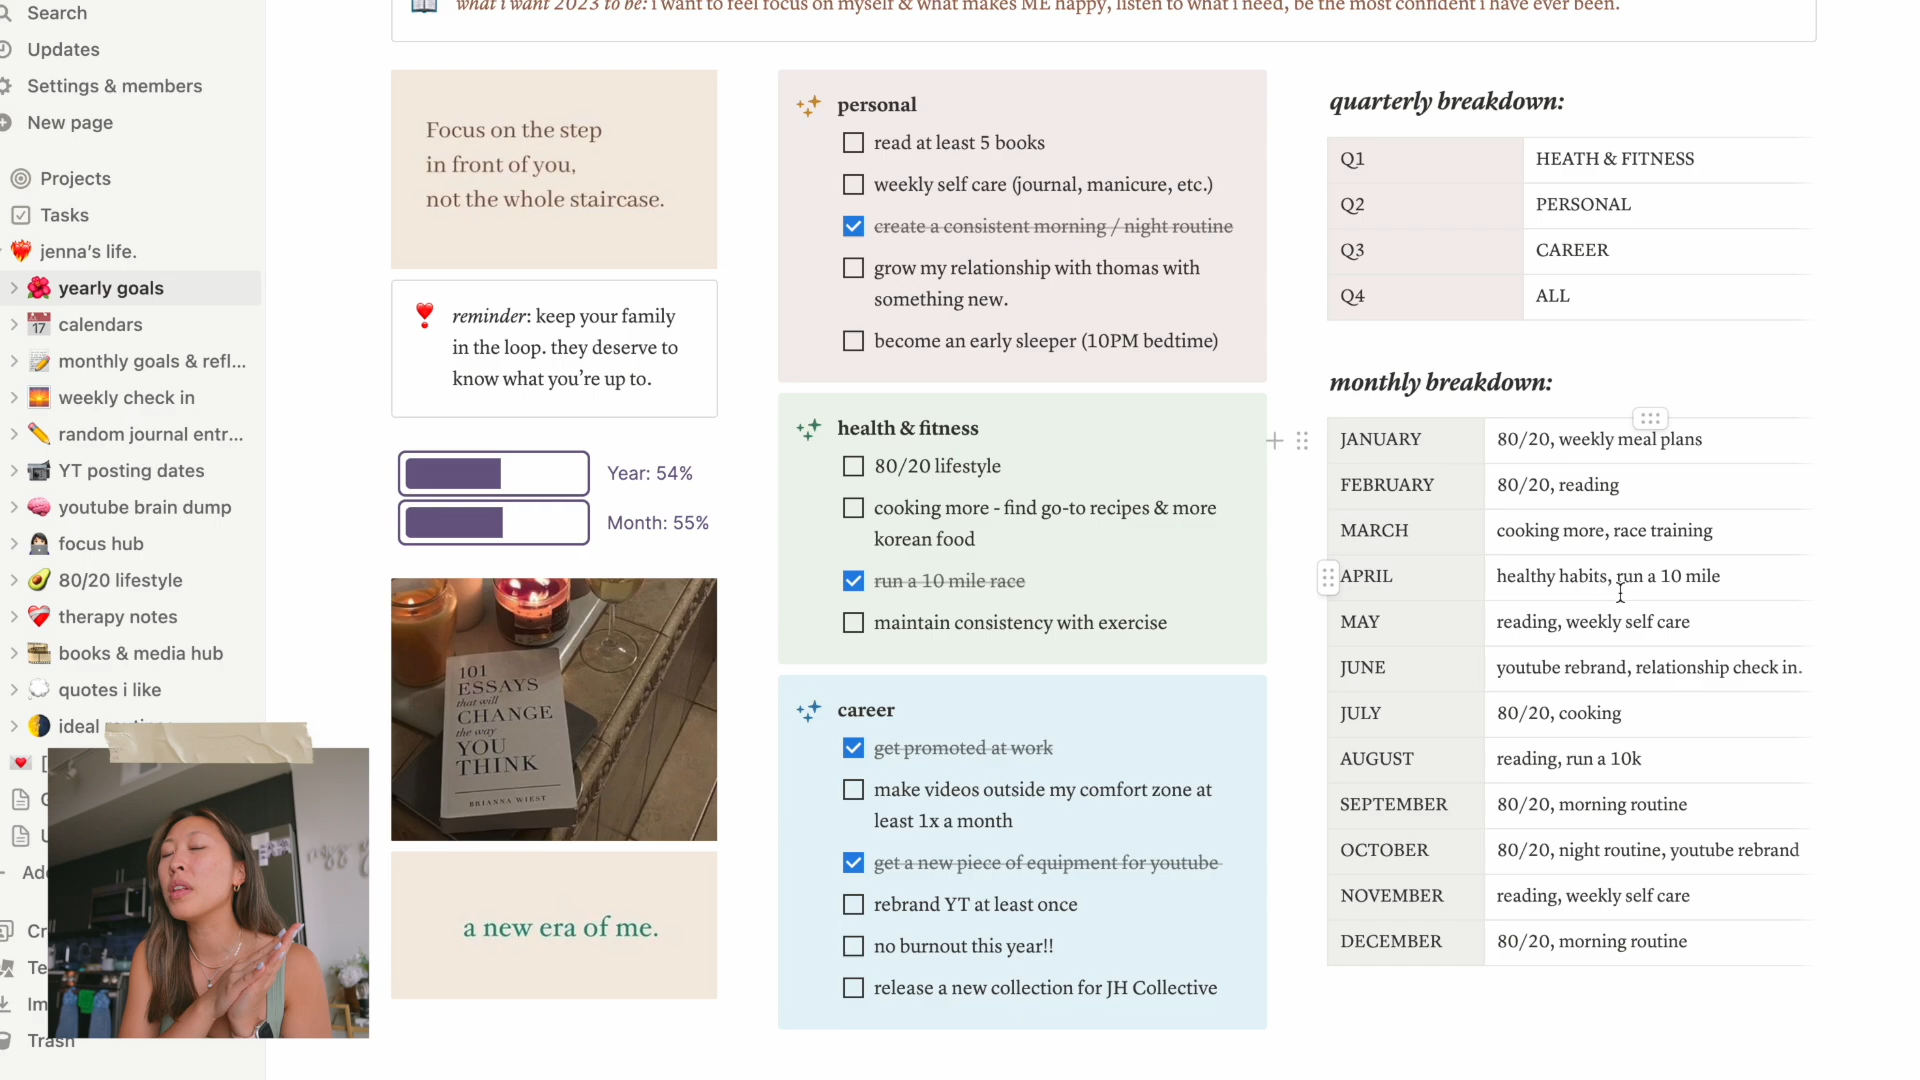 what i want 2023 to be: i want to feel focus on myself & what makes ME happy, listen to what i need, be the most confident i have ever been.
Search
Updates
Settings & members
New page
Projects
Tasks
jenna's life.
yearly goals
calendars
17
monthly goals & refl...
weekly check in
random journal entr...
YT posting dates
youtube brain dump
focus hub
80/20 lifestyle
therapy notes
books & media hub
quotes i like
ideal
Trash
Focus on the step
in front of you,
not the whole staircase.
reminder: keep your family
in the loop. they deserve to
know what you're up to.
Year: 54%
Month: 55%
101
ESSAYS
that will
CHANGE
the way
YOU
THINK
BRIANNA WIEST
a new era of me.
personal
read at least 5 books
weekly self care (journal, manicure, etc.)
create a consistent morning / night routine
grow my relationship with thomas with
something new.
become an early sleeper (10PM bedtime)
health & fitness
80/20 lifestyle
cooking more - find go-to recipes & more
korean food
run a 10 mile race
maintain consistency with exercise
career
get promoted at work
make videos outside my comfort zone at
least 1x a month
get a new piece of equipment for youtube
rebrand YT at least once
no burnout this year!!
release a new collection for JH Collective
quarterly breakdown:
Q1 HEATH & FITNESS
Q2 PERSONAL
Q3 CAREER
Q4 ALL
monthly breakdown:
JANUARY 80/20, weekly meal plans
FEBRUARY 80/20, reading
MARCH cooking more, race training
APRIL healthy habits, run a 10 mile
MAY reading, weekly self care
JUNE youtube rebrand, relationship check in.
JULY 80/20, cooking
AUGUST reading, run a 10k
SEPTEMBER 80/20, morning routine
OCTOBER 80/20, night routine, youtube rebrand
NOVEMBER reading, weekly self care
DECEMBER 80/20, morning routine